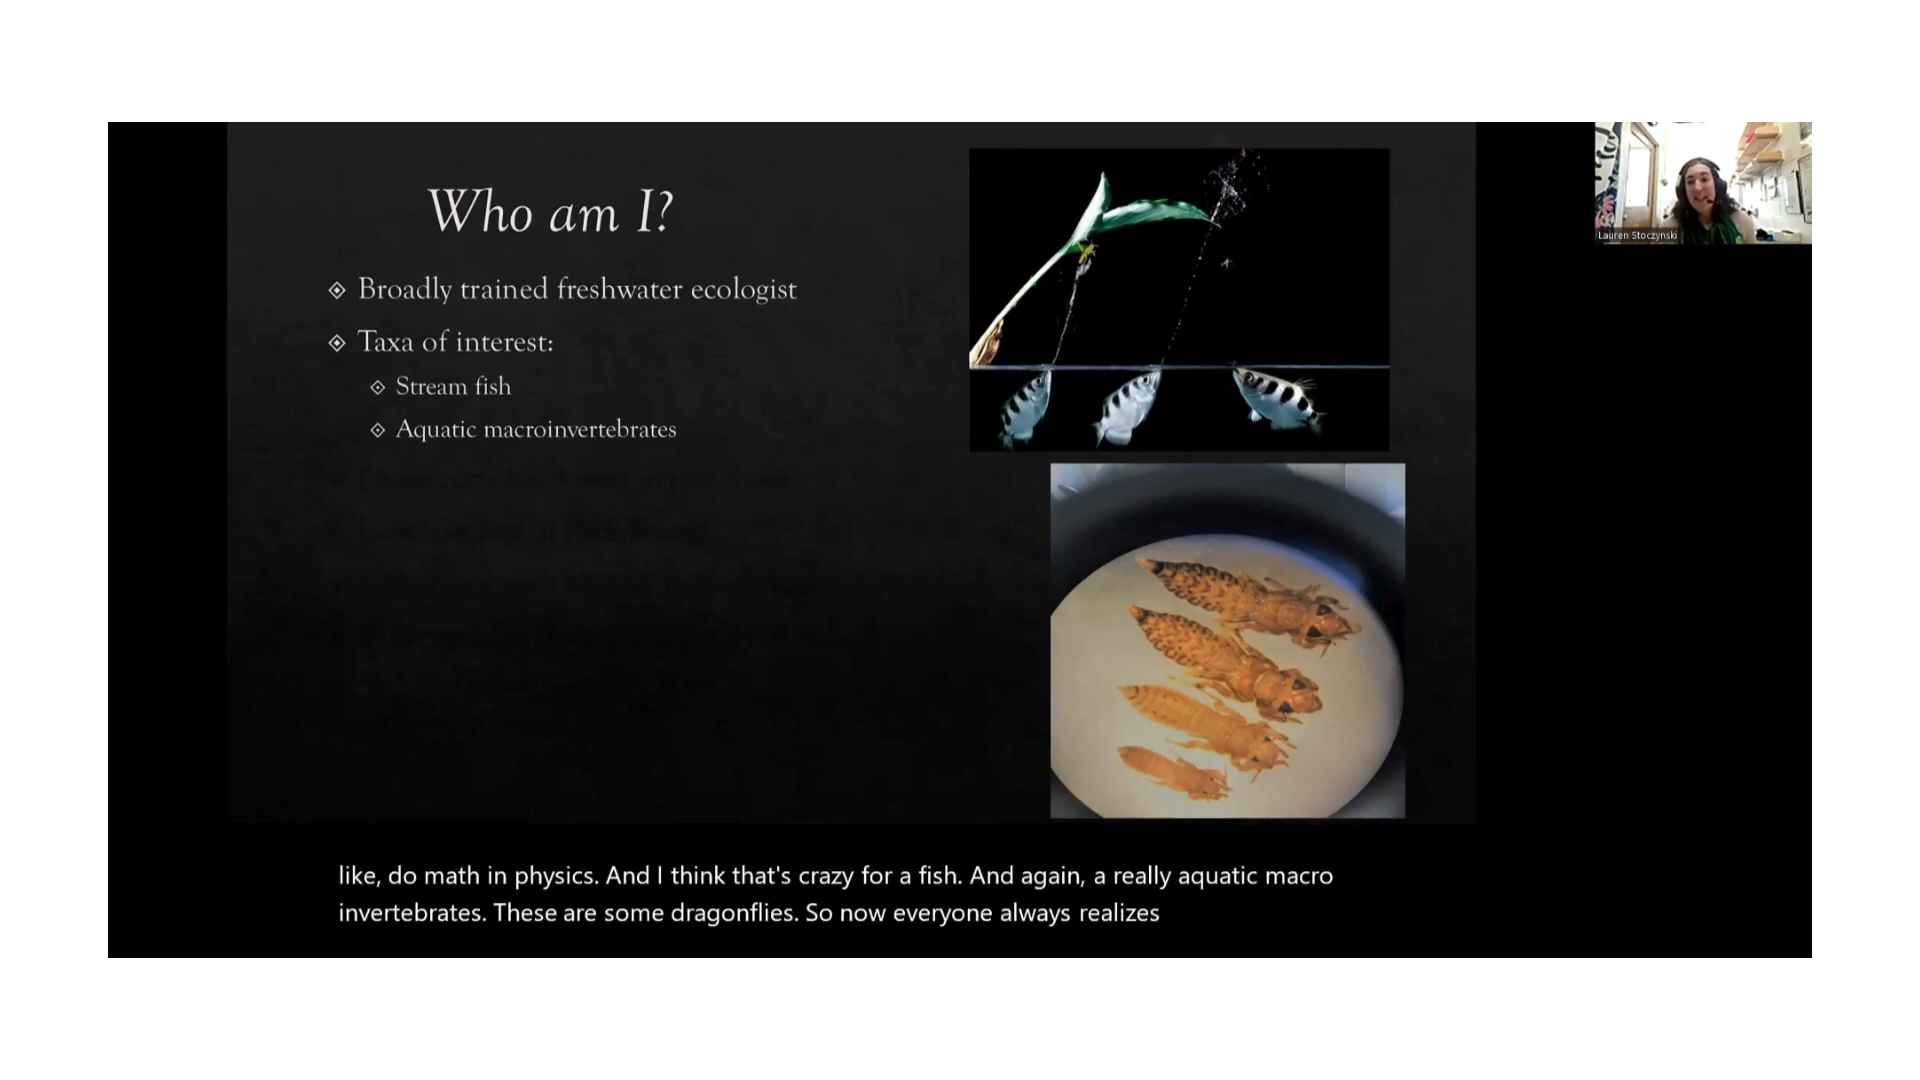 Who am I?
Broadly trained freshwater ecologist
Taxa of interest:
Stream fish
Aquatic macroinvertebrates
Lauren Stoczynski
like, do math in physics. And I think that's crazy for a fish. And again, a really aquatic macro
invertebrates. These are some dragonflies. So now everyone always realizes